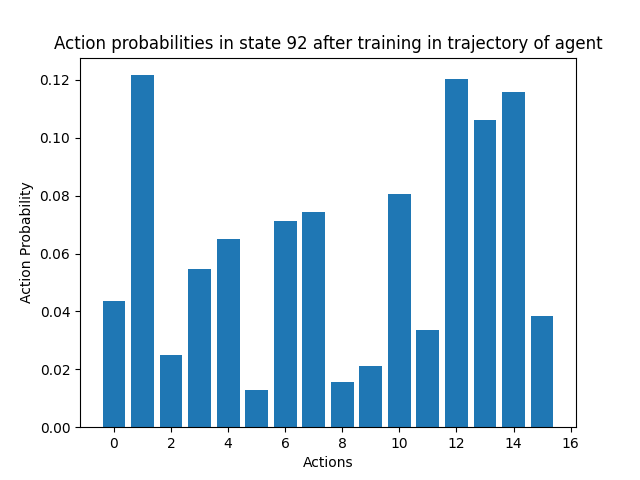 Action probabilities in state 92 after training in trajectory of agent
0.12
0.10
0.08
0.06
0.04
0.02
0.00
Action Probability
0 2 4 6 8 10 12 14 16
Actions